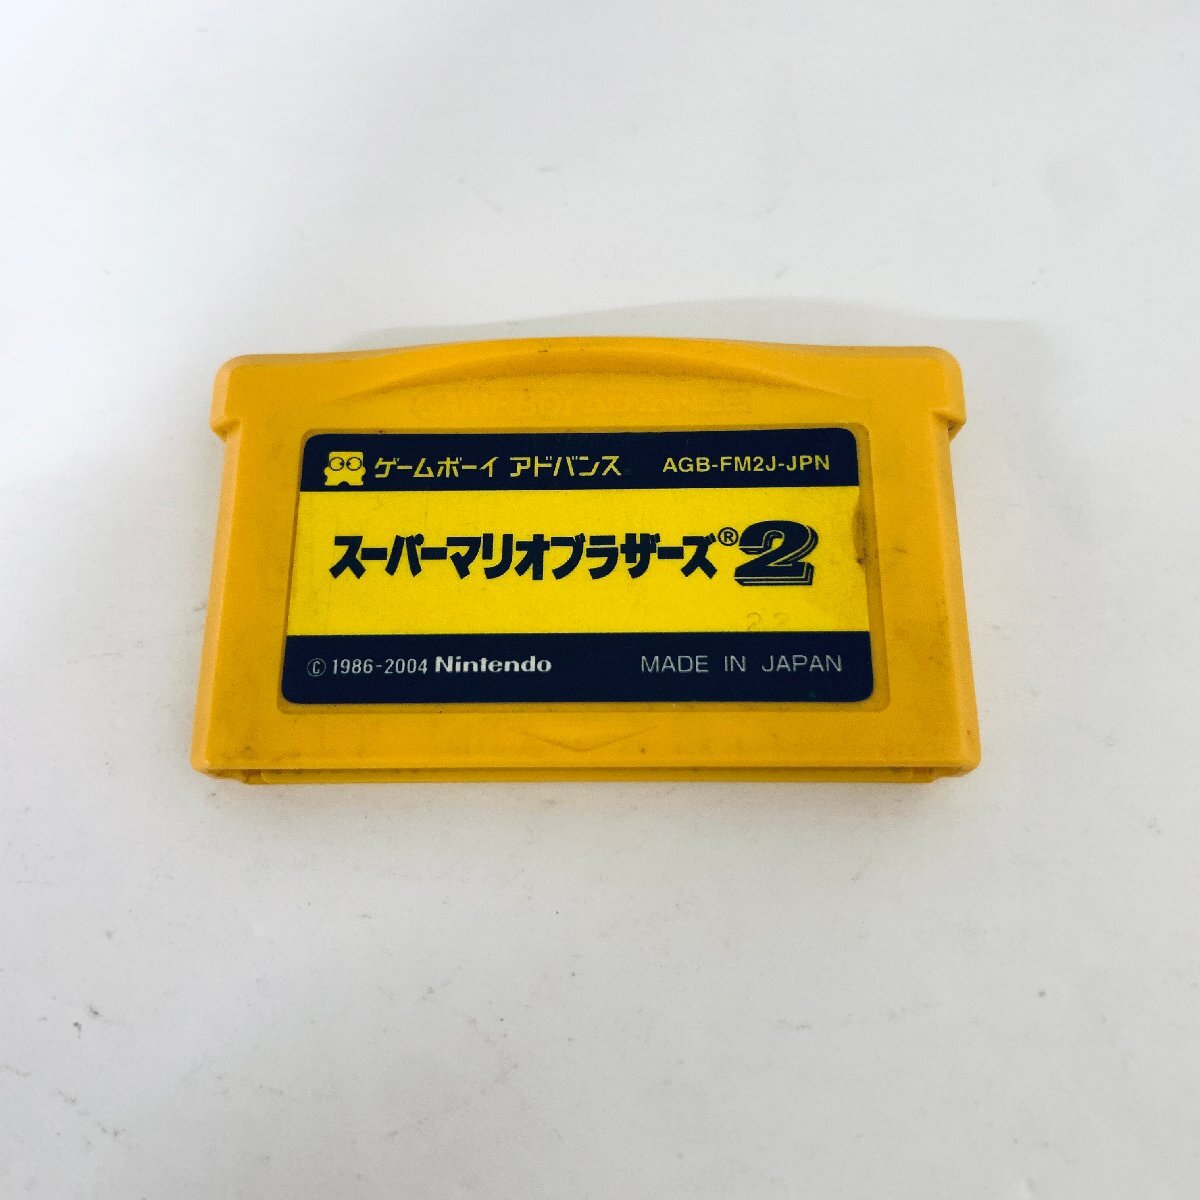 ゲームボーイ アドバンス AGB-FM2J-JPN
スーパーマリオブラザーズ®2
22
© 1986-2004 Nintendo MADE IN JAPAN